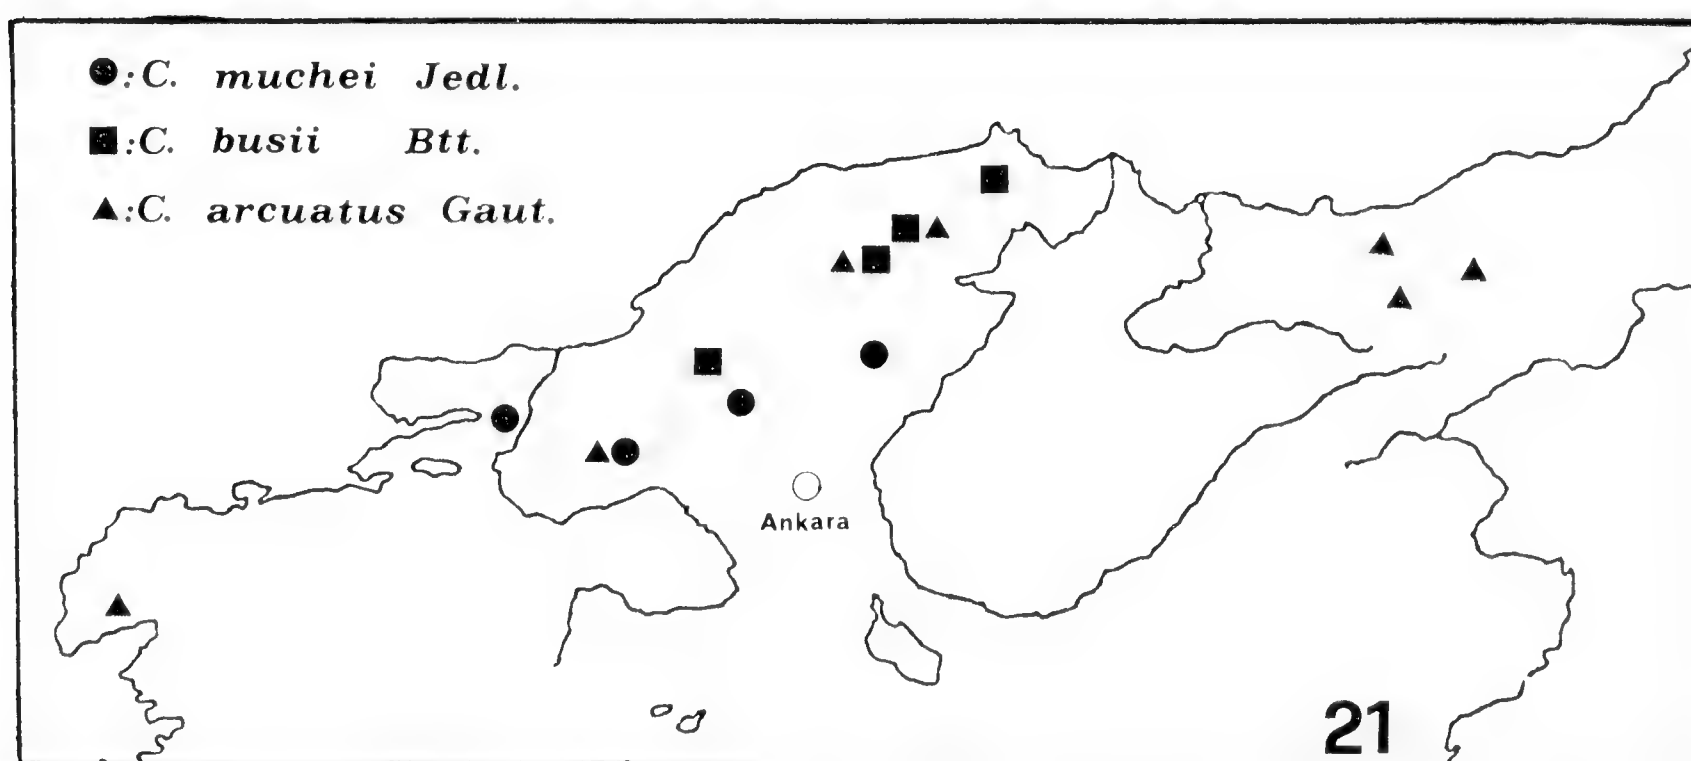 ●:C. muchei Jedl.
■:C. busii Btt.
▲:C. arcuatus Gaut.
Ankara
21